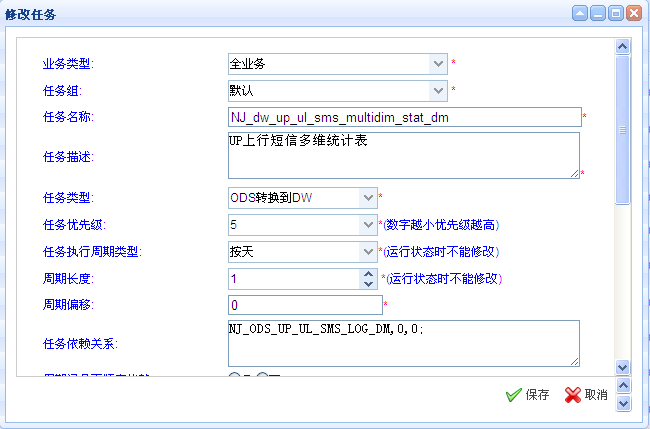 修改任务
业务类型: 全业务 *
任务组: 默认 *
任务名称: NJ_dw_up_ul_sms_multidim_stat_dm *
任务描述: UP上行短信多维统计表 *
任务类型: ODS转换到DW *
任务优先级: 5 *(数字越小优先级越高)
任务执行周期类型: 按天 *(运行状态时不能修改)
周期长度: 1 *(运行状态时不能修改)
周期偏移: 0 *
任务依赖关系: NJ_ODS_UP_UL_SMS_LOG_DM,0,0;
保存 取消